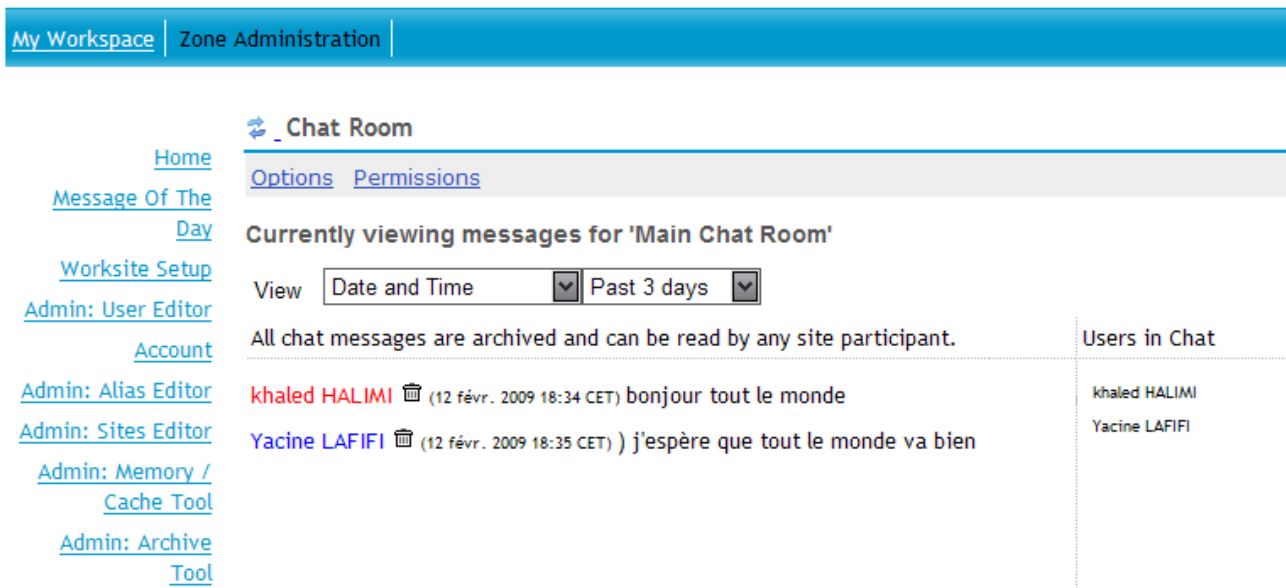 My Workspace Zone Administration
Chat Room
Home
Message Of The
Day
Worksite Setup
Admin: User Editor
Account
Admin: Alias Editor
Admin: Sites Editor
Admin: Memory /
Cache Tool
Admin: Archive
Tool
Options Permissions
Currently viewing messages for 'Main Chat Room'
View Date and Time Past 3 days
All chat messages are archived and can be read by any site participant.
khaled HALIMI (12 févr. 2009 18:34 CET) bonjour tout le monde
Yacine LAFIFI (12 févr. 2009 18:35 CET) ) j'espère que tout le monde va bien
Users in Chat
khaled HALIMI
Yacine LAFIFI